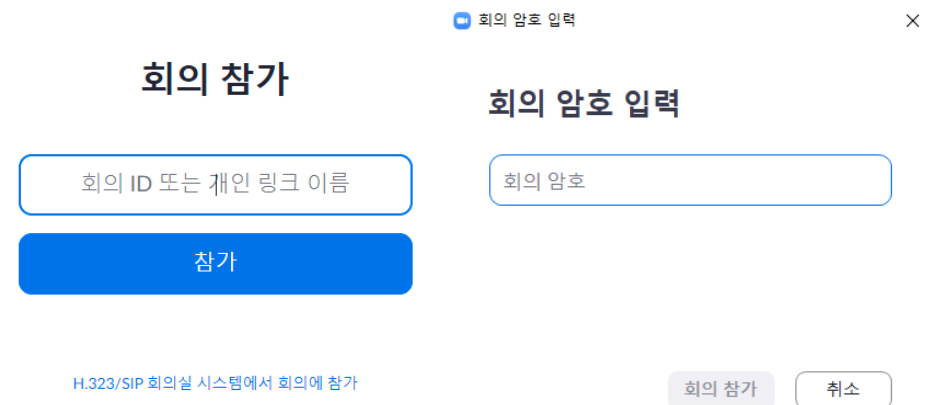 회의 참가
회의 ID 또는 개인 링크 이름
참가
H.323/SIP 회의실 시스템에서 회의에 참가
회의 암호 입력
회의 암호 입력
회의 암호
회의 참가
취소